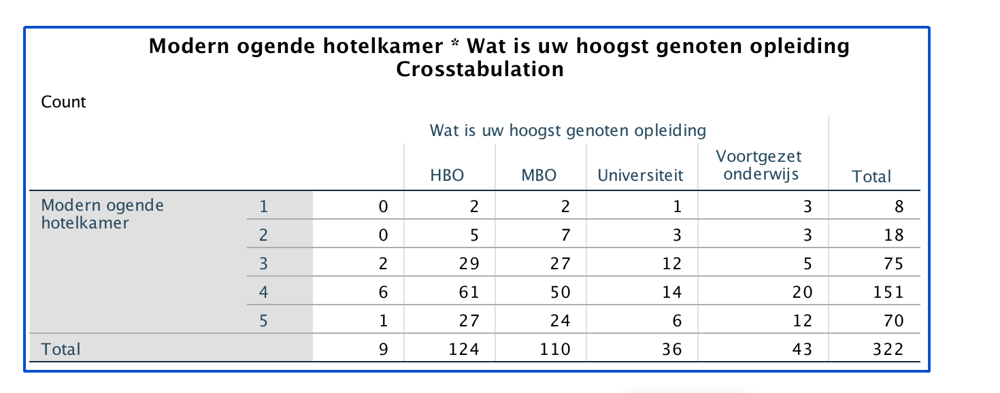 Modern ogende hotelkamer * Wat is uw hoogst genoten opleiding
Crosstabulation
Count
Wat is uw hoogst genoten opleiding
HBO MBO Universiteit Voortgezet onderwijs Total
Modern ogende hotelkamer 1 0 2 2 1 3 8
2 0 5 7 3 3 18
3 2 29 27 12 5 75
4 6 61 50 14 20 151
5 1 27 24 6 12 70
Total 9 124 110 36 43 322